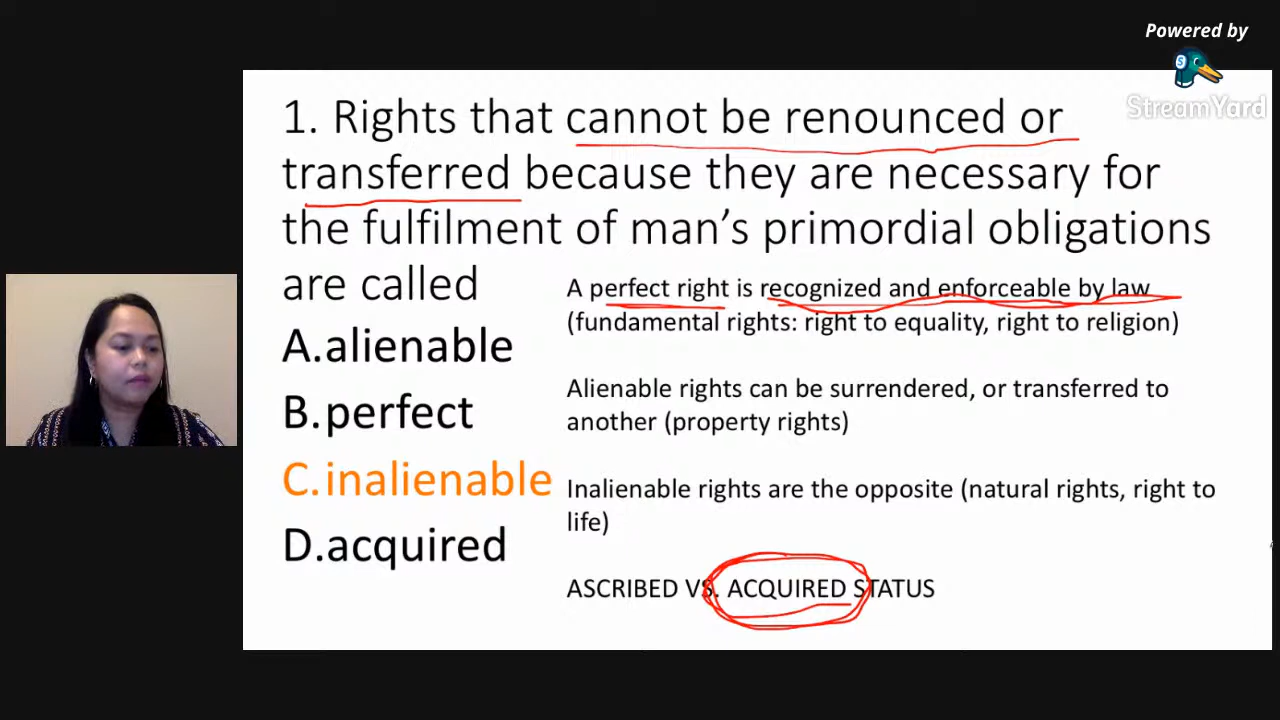 Powered by
StreamYard
1. Rights that cannot be renounced or
transferred because they are necessary for
the fulfilment of man's primordial obligations
are called
A perfect right is recognized and enforceable by law
(fundamental rights: right to equality, right to religion)
A.alienable
Alienable rights can be surrendered, or transferred to
another (property rights)
B.perfect
C.inalienable
Inalienable rights are the opposite (natural rights, right to
life)
D.acquired
ASCRIBED VS. ACQUIRED STATUS